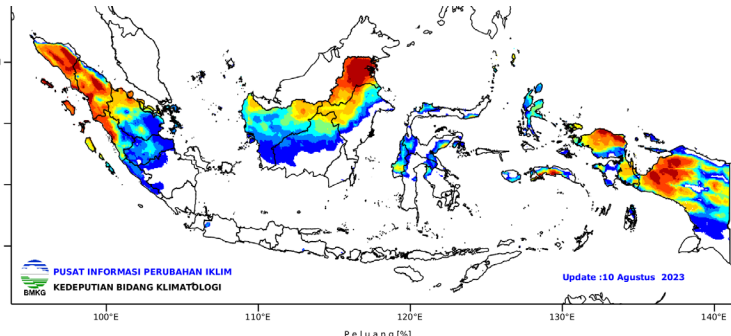 PUSAT INFORMASI PERUBAHAN IKLIM
KEDEPUTIAN BIDANG KLIMATOLOGI
BMKG
Update :10 Agustus 2023
100°E 110°E 120°E 130°E 140°E
Peluang [%]